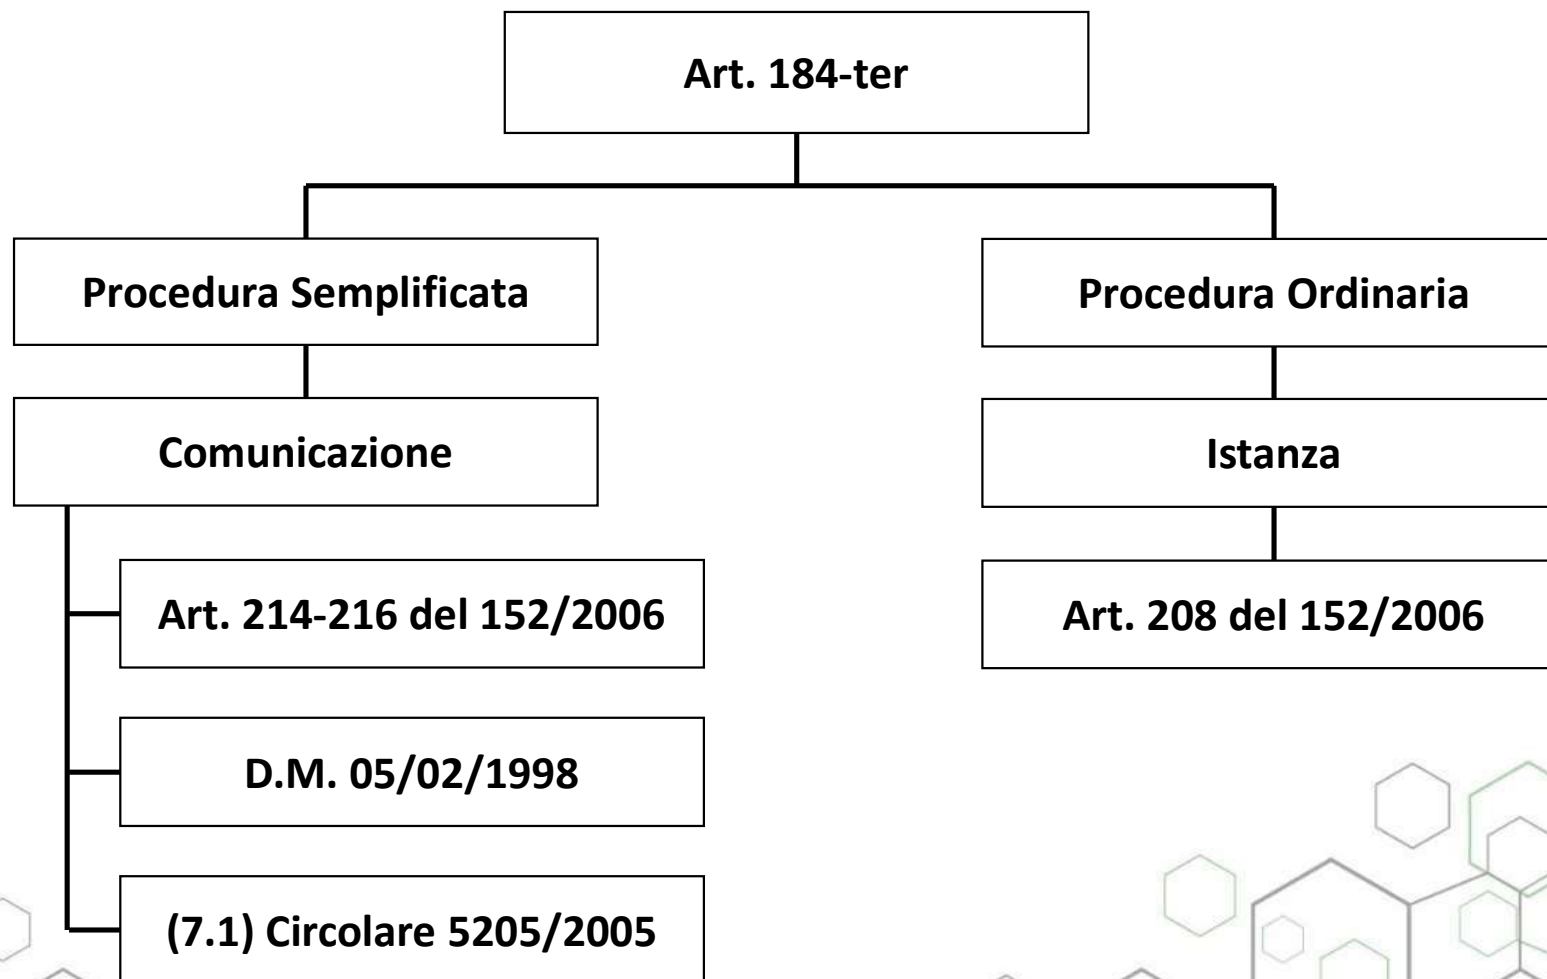 Art. 184-ter
Procedura Semplificata
Procedura Ordinaria
Comunicazione
Istanza
Art. 214-216 del 152/2006
Art. 208 del 152/2006
D.M. 05/02/1998
(7.1) Circolare 5205/2005